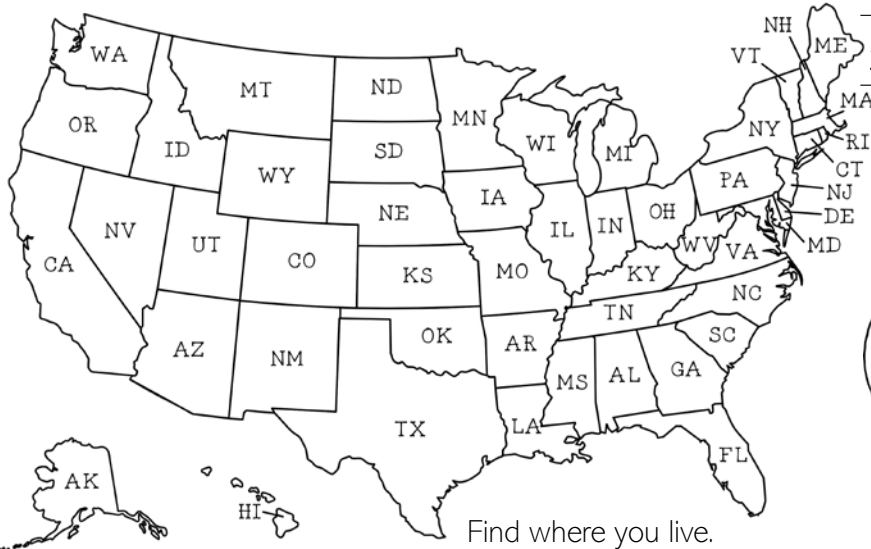 NH
ME
WA
VT
MT
ND
MN
MA
OR
NY
ID
SD
WI
MI
RI
CT
WY
PA
NJ
IA
NE
OH
DE
NV
UT
IL
IN
WV
VA
MD
CO
CA
KS
MO
KY
NC
TN
OK
SC
AZ
AR
NM
MS
AL
GA
TX
LA
FL
AK
HI
Find where you live.